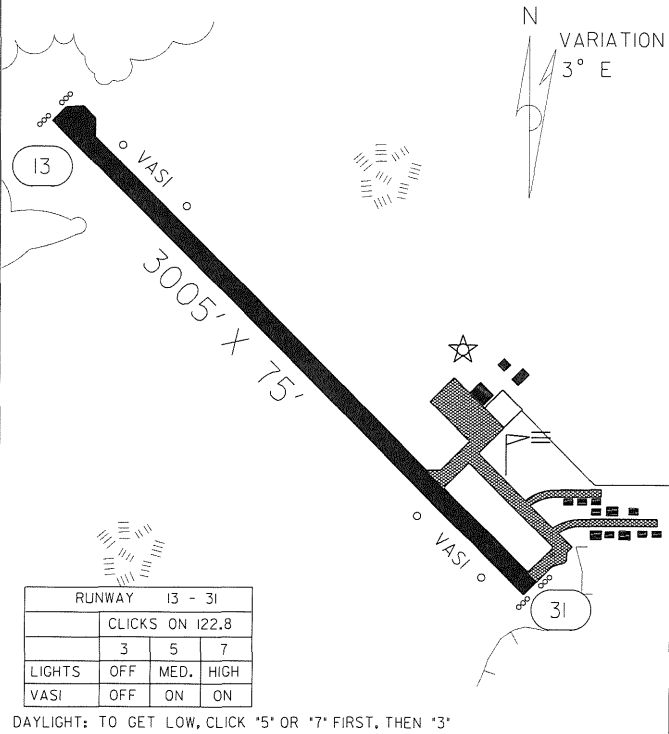 N
VARIATION
3° E
13
VASI
3005' X 75'
VASI
31
RUNWAY 13 - 31
CLICKS ON 122.8
3 5 7
LIGHTS OFF MED. HIGH
VASI OFF ON ON
DAYLIGHT: TO GET LOW, CLICK "5" OR "7" FIRST, THEN "3"